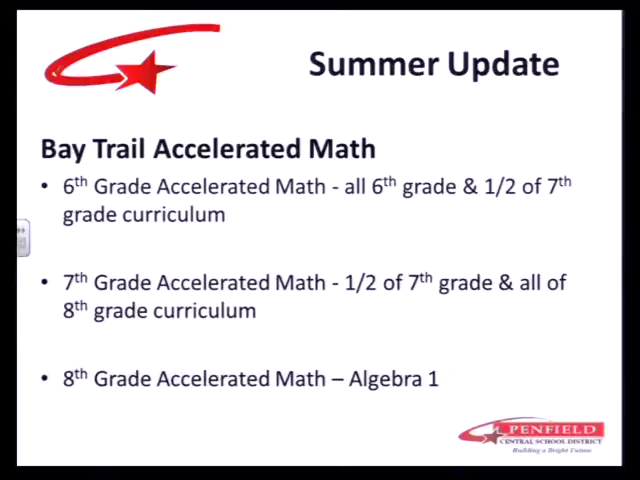 Summer Update
Bay Trail Accelerated Math
• 6th Grade Accelerated Math - all 6th grade & 1/2 of 7th
grade curriculum
• 7th Grade Accelerated Math - 1/2 of 7th grade & all of
8th grade curriculum
• 8th Grade Accelerated Math – Algebra 1
PENFIELD
CENTRAL SCHOOL DISTRICT
Building a Bright Future